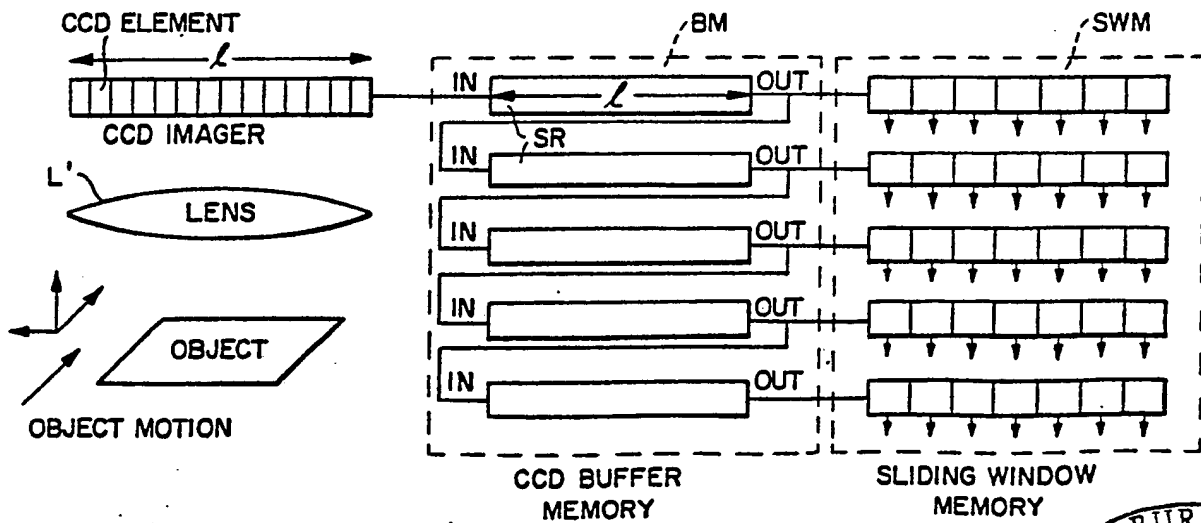 CCD ELEMENT
ℓ
CCD IMAGER
L'
LENS
OBJECT
OBJECT MOTION
BM
IN
ℓ
OUT
SR
IN
OUT
IN
OUT
IN
OUT
IN
OUT
CCD BUFFER
MEMORY
SWM
SLIDING WINDOW
MEMORY